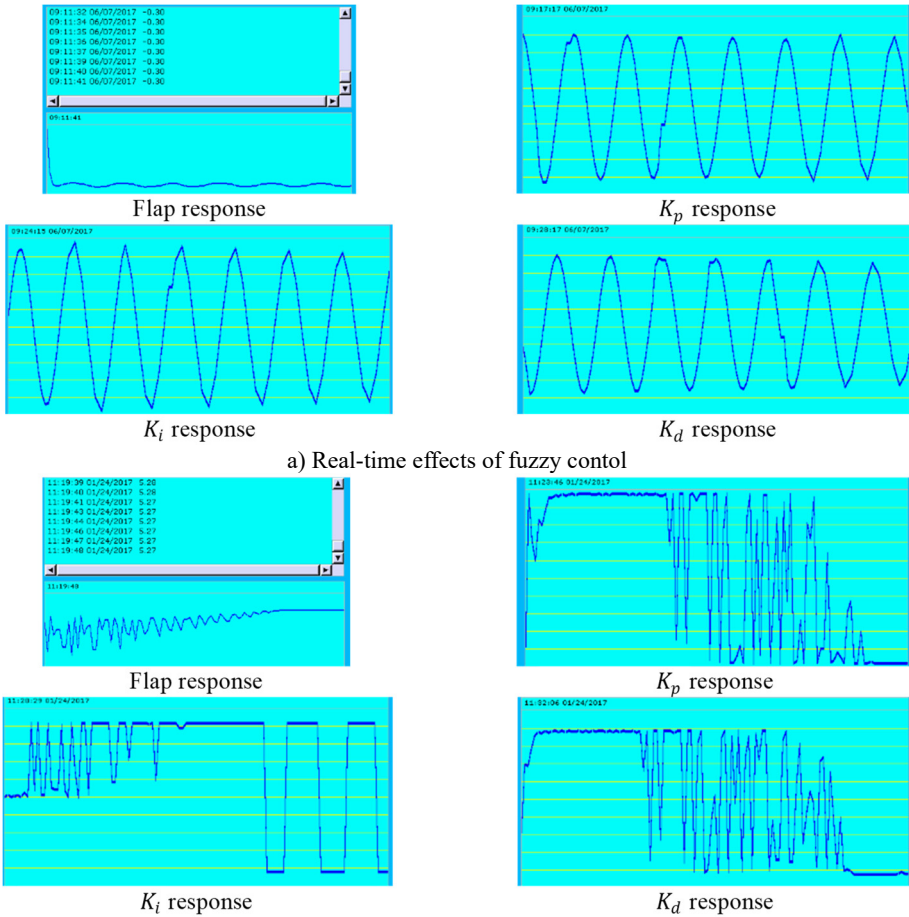 09:11:32 06/07/2017 -0.30
09:11:34 06/07/2017 -0.30
09:11:35 06/07/2017 -0.30
09:11:36 06/07/2017 -0.30
09:11:37 06/07/2017 -0.30
09:11:39 06/07/2017 -0.30
09:11:40 06/07/2017 -0.30
09:11:41 06/07/2017 -0.30
09:11:41
Flap response
09:17:17 06/07/2017
Kp response
09:24:15 06/07/2017
Ki response
09:28:17 06/07/2017
Kd response
a) Real-time effects of fuzzy contol
11:19:39 01/24/2017 5.28
11:19:40 01/24/2017 5.28
11:19:41 01/24/2017 5.27
11:19:43 01/24/2017 5.27
11:19:44 01/24/2017 5.27
11:19:46 01/24/2017 5.27
11:19:47 01/24/2017 5.27
11:19:48 01/24/2017 5.27
11:19:49
Flap response
11:23:46 01/24/2017
Kp response
11:28:29 01/24/2017
Ki response
11:32:06 01/24/2017
Kd response